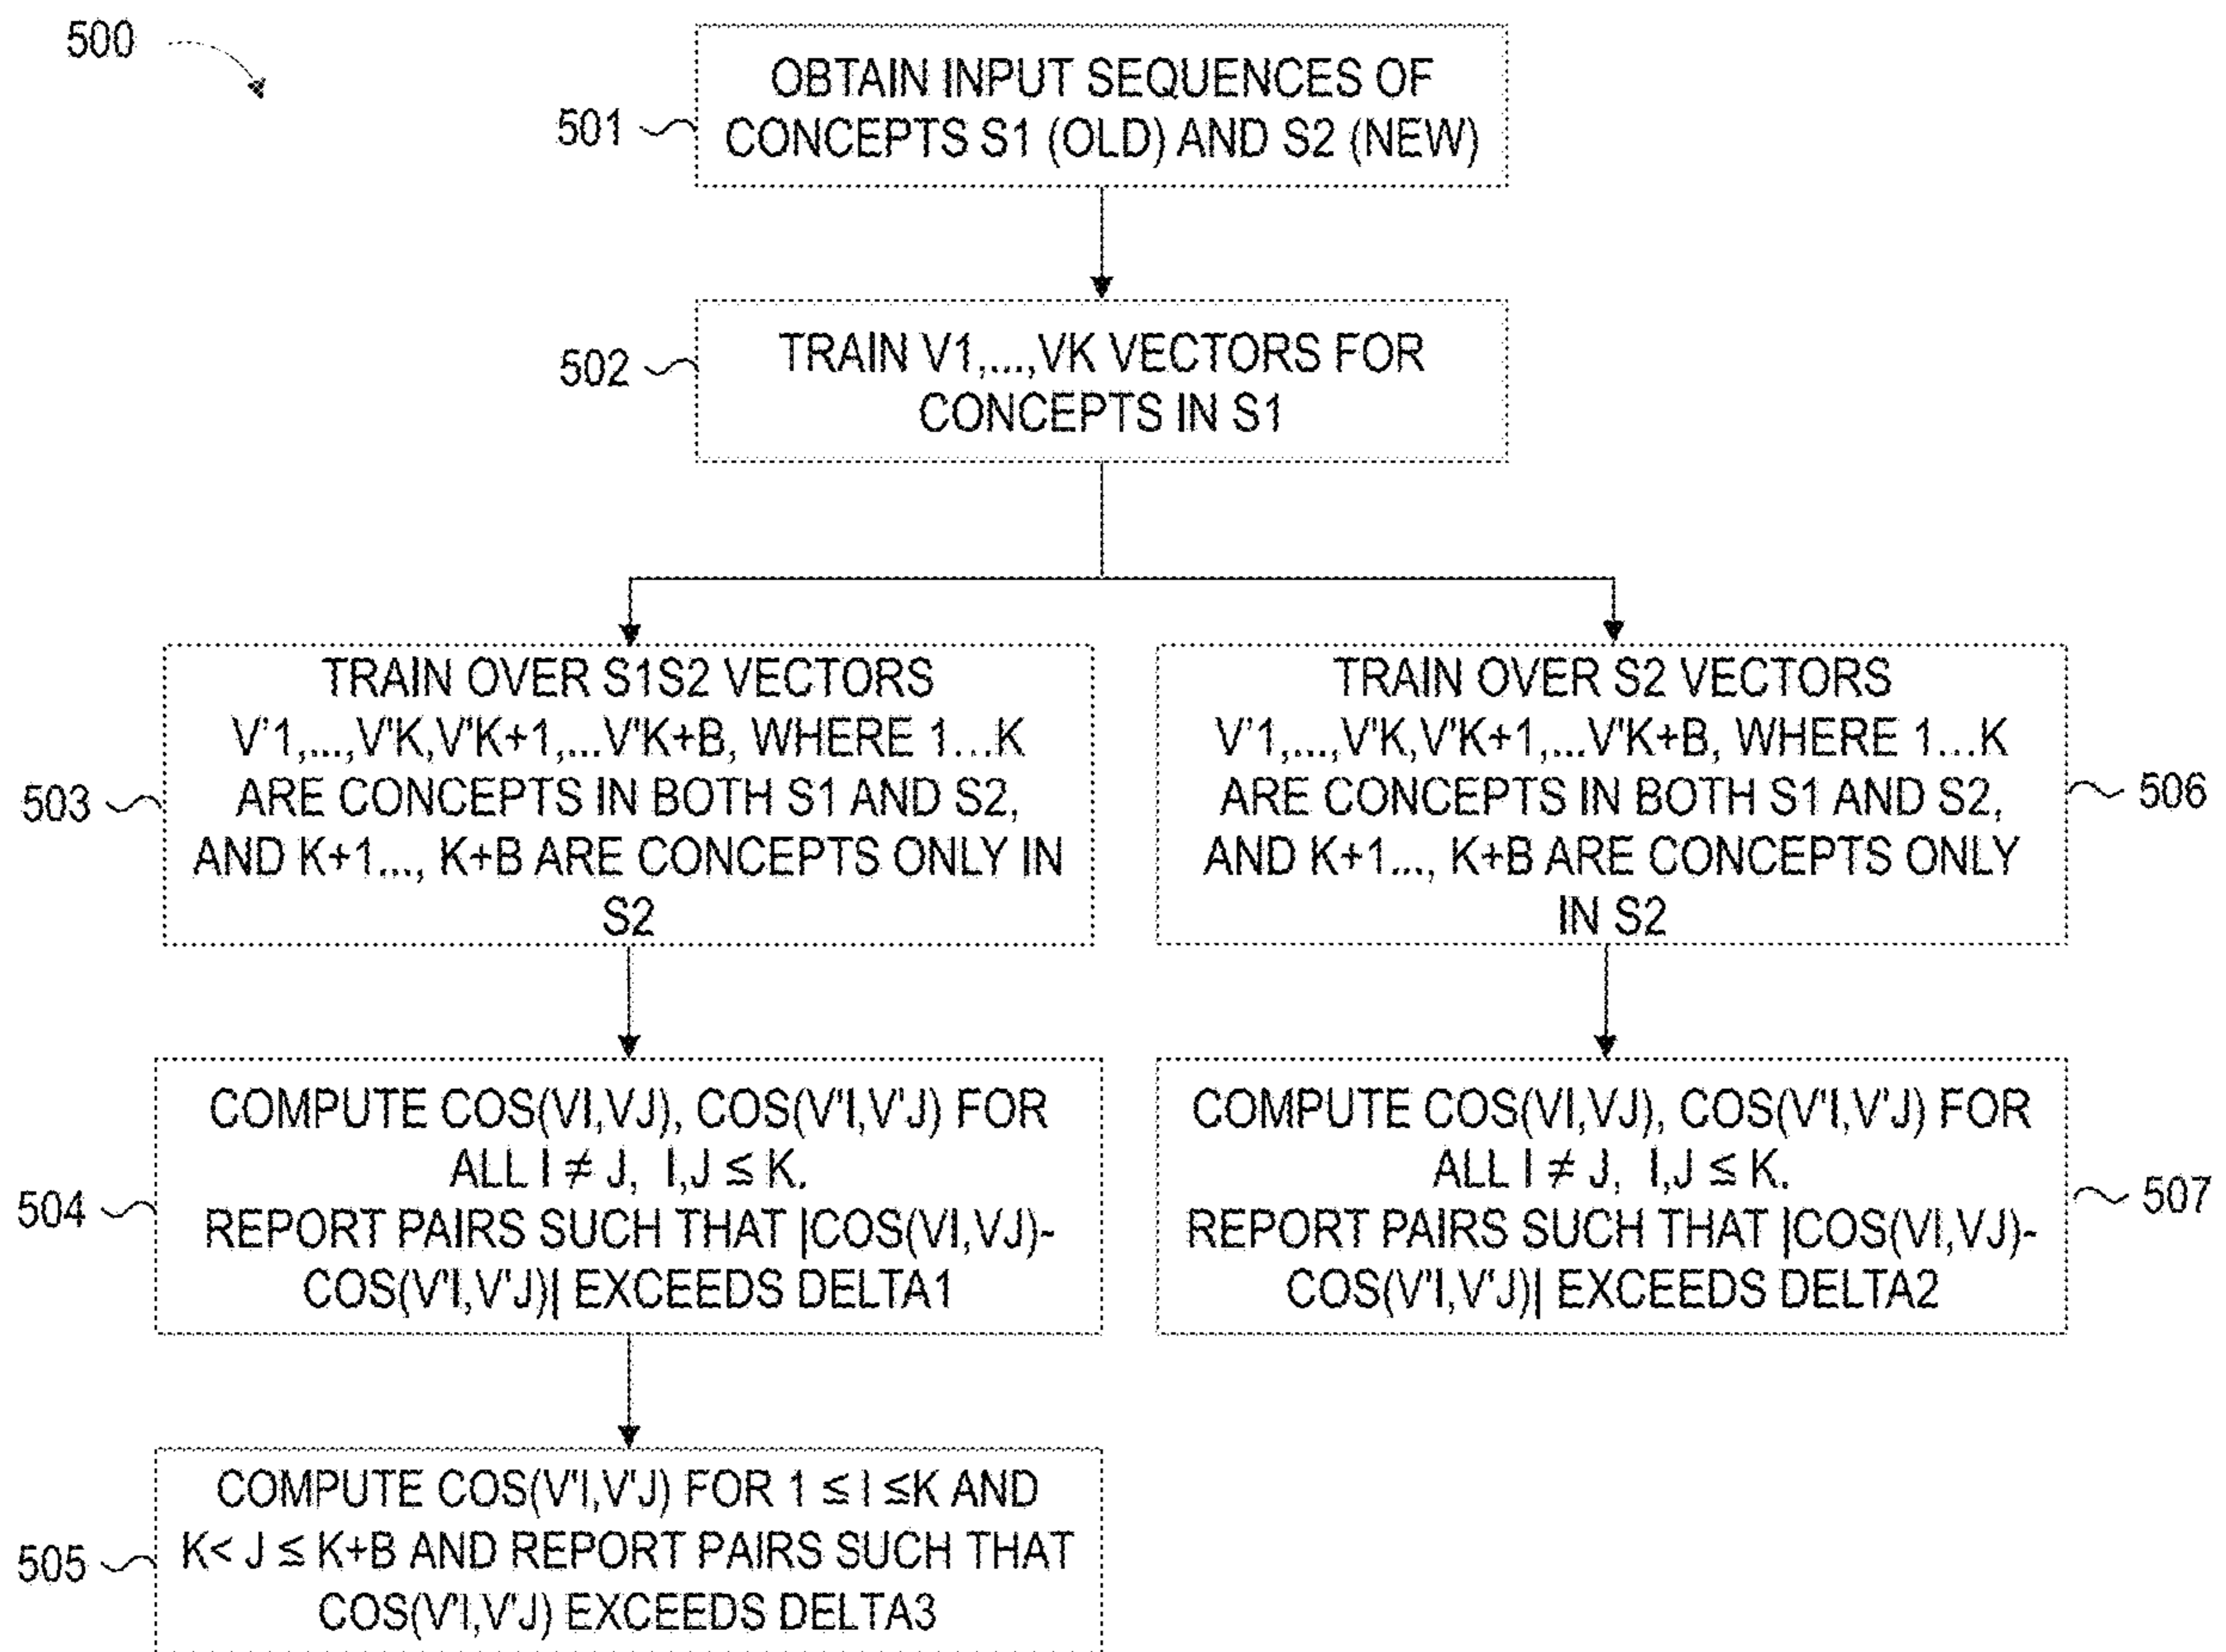 500
OBTAIN INPUT SEQUENCES OF
CONCEPTS S1 (OLD) AND S2 (NEW)
501
TRAIN V1,...,VK VECTORS FOR
CONCEPTS IN S1
502
TRAIN OVER S1S2 VECTORS
V'1,...,V'K,V'K+1,...V'K+B, WHERE 1...K
ARE CONCEPTS IN BOTH S1 AND S2,
AND K+1..., K+B ARE CONCEPTS ONLY IN
S2
503
TRAIN OVER S2 VECTORS
V'1,...,V'K,V'K+1,...V'K+B, WHERE 1...K
ARE CONCEPTS IN BOTH S1 AND S2,
AND K+1..., K+B ARE CONCEPTS ONLY
IN S2
506
COMPUTE COS(VI,VJ), COS(V'I,V'J) FOR
ALL I ≠ J, I,J ≤ K.
REPORT PAIRS SUCH THAT |COS(VI,VJ)-
COS(V'I,V'J)| EXCEEDS DELTA1
504
COMPUTE COS(VI,VJ), COS(V'I,V'J) FOR
ALL I ≠ J, I,J ≤ K.
REPORT PAIRS SUCH THAT |COS(VI,VJ)-
COS(V'I,V'J)| EXCEEDS DELTA2
507
COMPUTE COS(V'I,V'J) FOR 1 ≤ I ≤K AND
K< J ≤ K+B AND REPORT PAIRS SUCH THAT
COS(V'I,V'J) EXCEEDS DELTA3
505